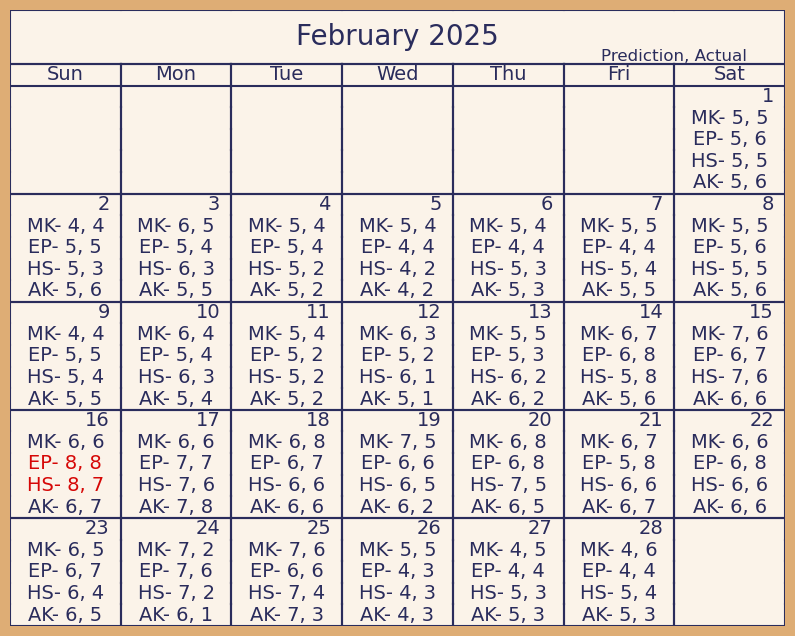 February 2025
Prediction, Actual
Sun Mon Tue Wed Thu Fri Sat
1
MK- 5, 5
EP- 5, 6
HS- 5, 5
AK- 5, 6
2 3 4 5 6 7 8
MK- 4, 4 MK- 6, 5 MK- 5, 4 MK- 5, 4 MK- 5, 4 MK- 5, 5 MK- 5, 5
EP- 5, 5 EP- 5, 4 EP- 5, 4 EP- 4, 4 EP- 4, 4 EP- 4, 4 EP- 5, 6
HS- 5, 3 HS- 6, 3 HS- 5, 2 HS- 4, 2 HS- 5, 3 HS- 5, 4 HS- 5, 5
AK- 5, 6 AK- 5, 5 AK- 5, 2 AK- 4, 2 AK- 5, 3 AK- 5, 5 AK- 5, 6
9 10 11 12 13 14 15
MK- 4, 4 MK- 6, 4 MK- 5, 4 MK- 6, 3 MK- 5, 5 MK- 6, 7 MK- 7, 6
EP- 5, 5 EP- 5, 4 EP- 5, 2 EP- 5, 2 EP- 5, 3 EP- 6, 8 EP- 6, 7
HS- 5, 4 HS- 6, 3 HS- 5, 2 HS- 6, 1 HS- 6, 2 HS- 5, 8 HS- 7, 6
AK- 5, 5 AK- 5, 4 AK- 5, 2 AK- 5, 1 AK- 6, 2 AK- 5, 6 AK- 6, 6
16 17 18 19 20 21 22
MK- 6, 6 MK- 6, 6 MK- 6, 8 MK- 7, 5 MK- 6, 8 MK- 6, 7 MK- 6, 6
EP- 8, 8 EP- 7, 7 EP- 6, 7 EP- 6, 6 EP- 6, 8 EP- 5, 8 EP- 6, 8
HS- 8, 7 HS- 7, 6 HS- 6, 6 HS- 6, 5 HS- 7, 5 HS- 6, 6 HS- 6, 6
AK- 6, 7 AK- 7, 8 AK- 6, 6 AK- 6, 2 AK- 6, 5 AK- 6, 7 AK- 6, 6
23 24 25 26 27 28
MK- 6, 5 MK- 7, 2 MK- 7, 6 MK- 5, 5 MK- 4, 5 MK- 4, 6
EP- 6, 7 EP- 7, 6 EP- 6, 6 EP- 4, 3 EP- 4, 4 EP- 4, 4
HS- 6, 4 HS- 7, 2 HS- 7, 4 HS- 4, 3 HS- 5, 3 HS- 5, 4
AK- 6, 5 AK- 6, 1 AK- 7, 3 AK- 4, 3 AK- 5, 3 AK- 5, 3